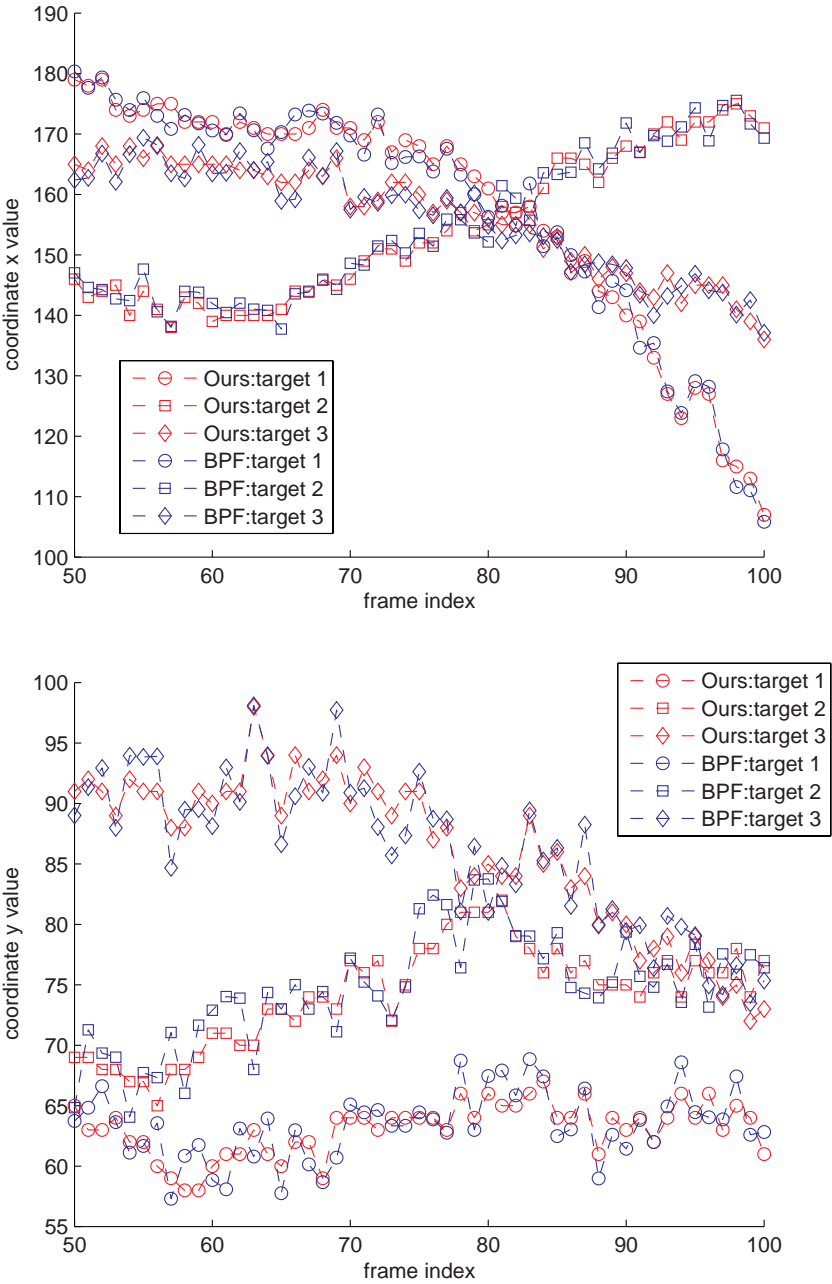 190
180
170
160
150
140
130
120
110
100
coordinate x value
50
60
70
80
90
100
frame index
Ours:target 1
Ours:target 2
Ours:target 3
BPF:target 1
BPF:target 2
BPF:target 3
100
95
90
85
80
75
70
65
60
55
coordinate y value
50
60
70
80
90
100
frame index
Ours:target 1
Ours:target 2
Ours:target 3
BPF:target 1
BPF:target 2
BPF:target 3